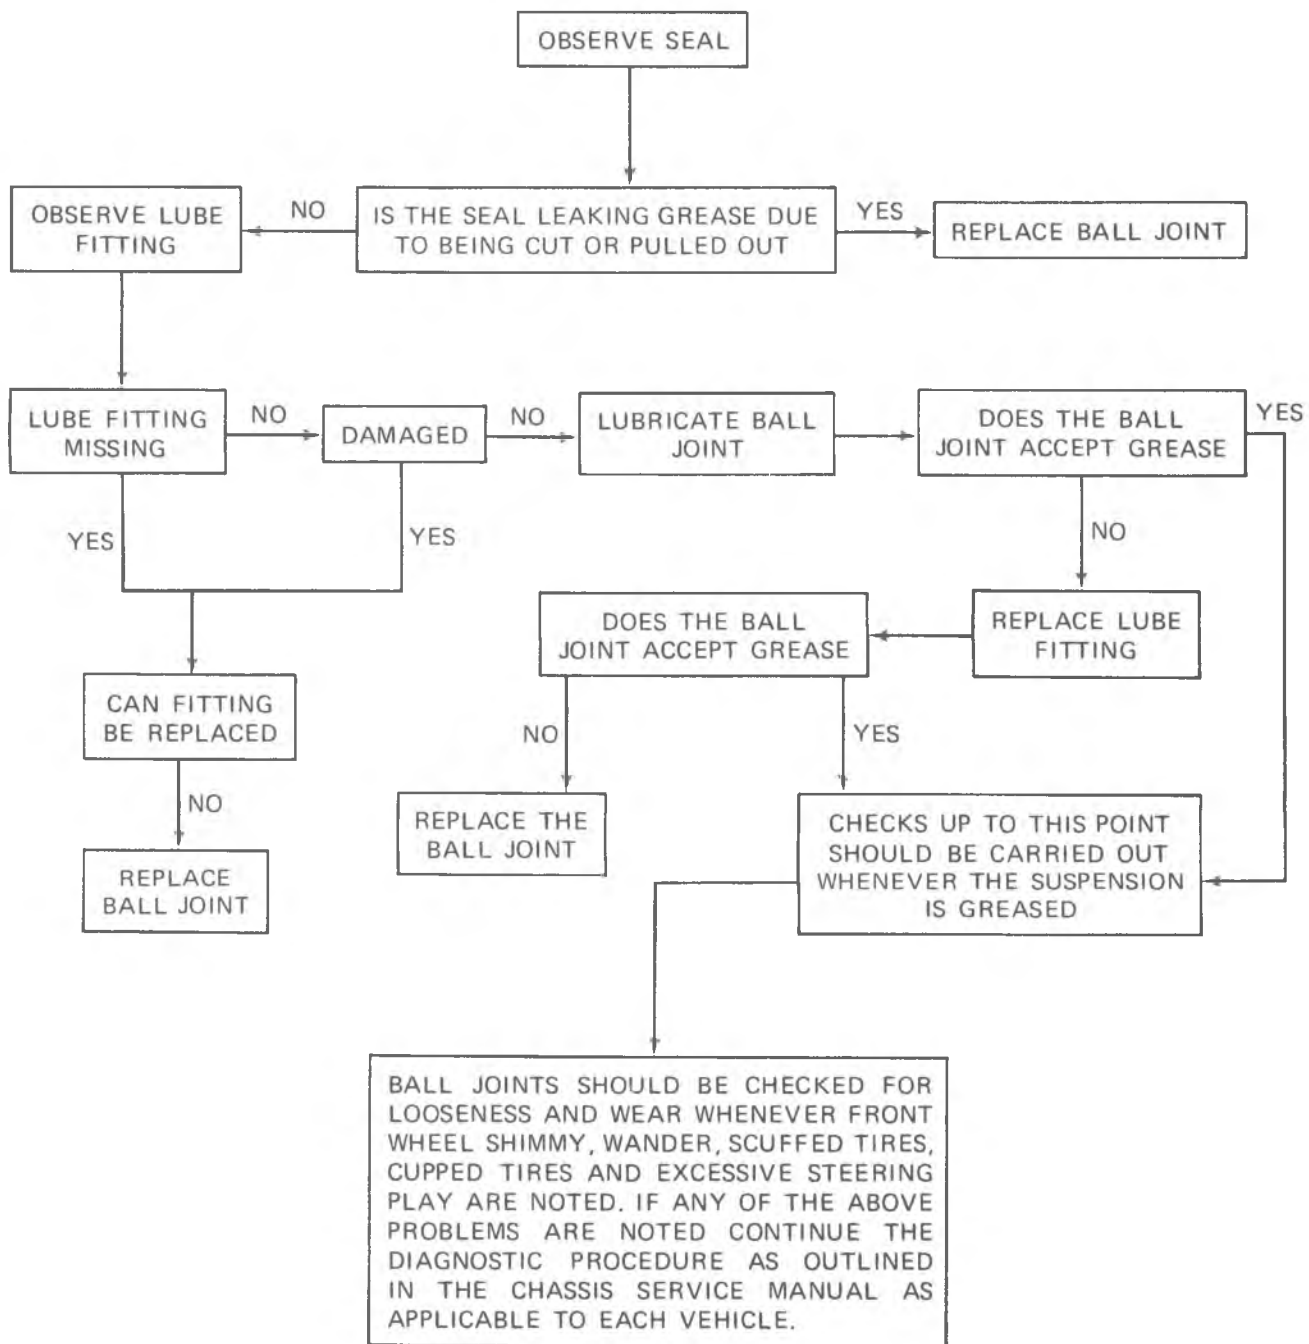 OBSERVE SEAL
OBSERVE LUBE
FITTING
NO
IS THE SEAL LEAKING GREASE DUE
TO BEING CUT OR PULLED OUT
YES
REPLACE BALL JOINT
LUBE FITTING
MISSING
NO
DAMAGED
NO
LUBRICATE BALL
JOINT
DOES THE BALL
JOINT ACCEPT GREASE
YES
YES
YES
NO
CAN FITTING
BE REPLACED
DOES THE BALL
JOINT ACCEPT GREASE
REPLACE LUBE
FITTING
NO
NO
YES
REPLACE
BALL JOINT
REPLACE THE
BALL JOINT
CHECKS UP TO THIS POINT
SHOULD BE CARRIED OUT
WHENEVER THE SUSPENSION
IS GREASED
BALL JOINTS SHOULD BE CHECKED FOR
LOOSENESS AND WEAR WHENEVER FRONT
WHEEL SHIMMY, WANDER, SCUFFED TIRES,
CUPPED TIRES AND EXCESSIVE STEERING
PLAY ARE NOTED. IF ANY OF THE ABOVE
PROBLEMS ARE NOTED CONTINUE THE
DIAGNOSTIC PROCEDURE AS OUTLINED
IN THE CHASSIS SERVICE MANUAL AS
APPLICABLE TO EACH VEHICLE.